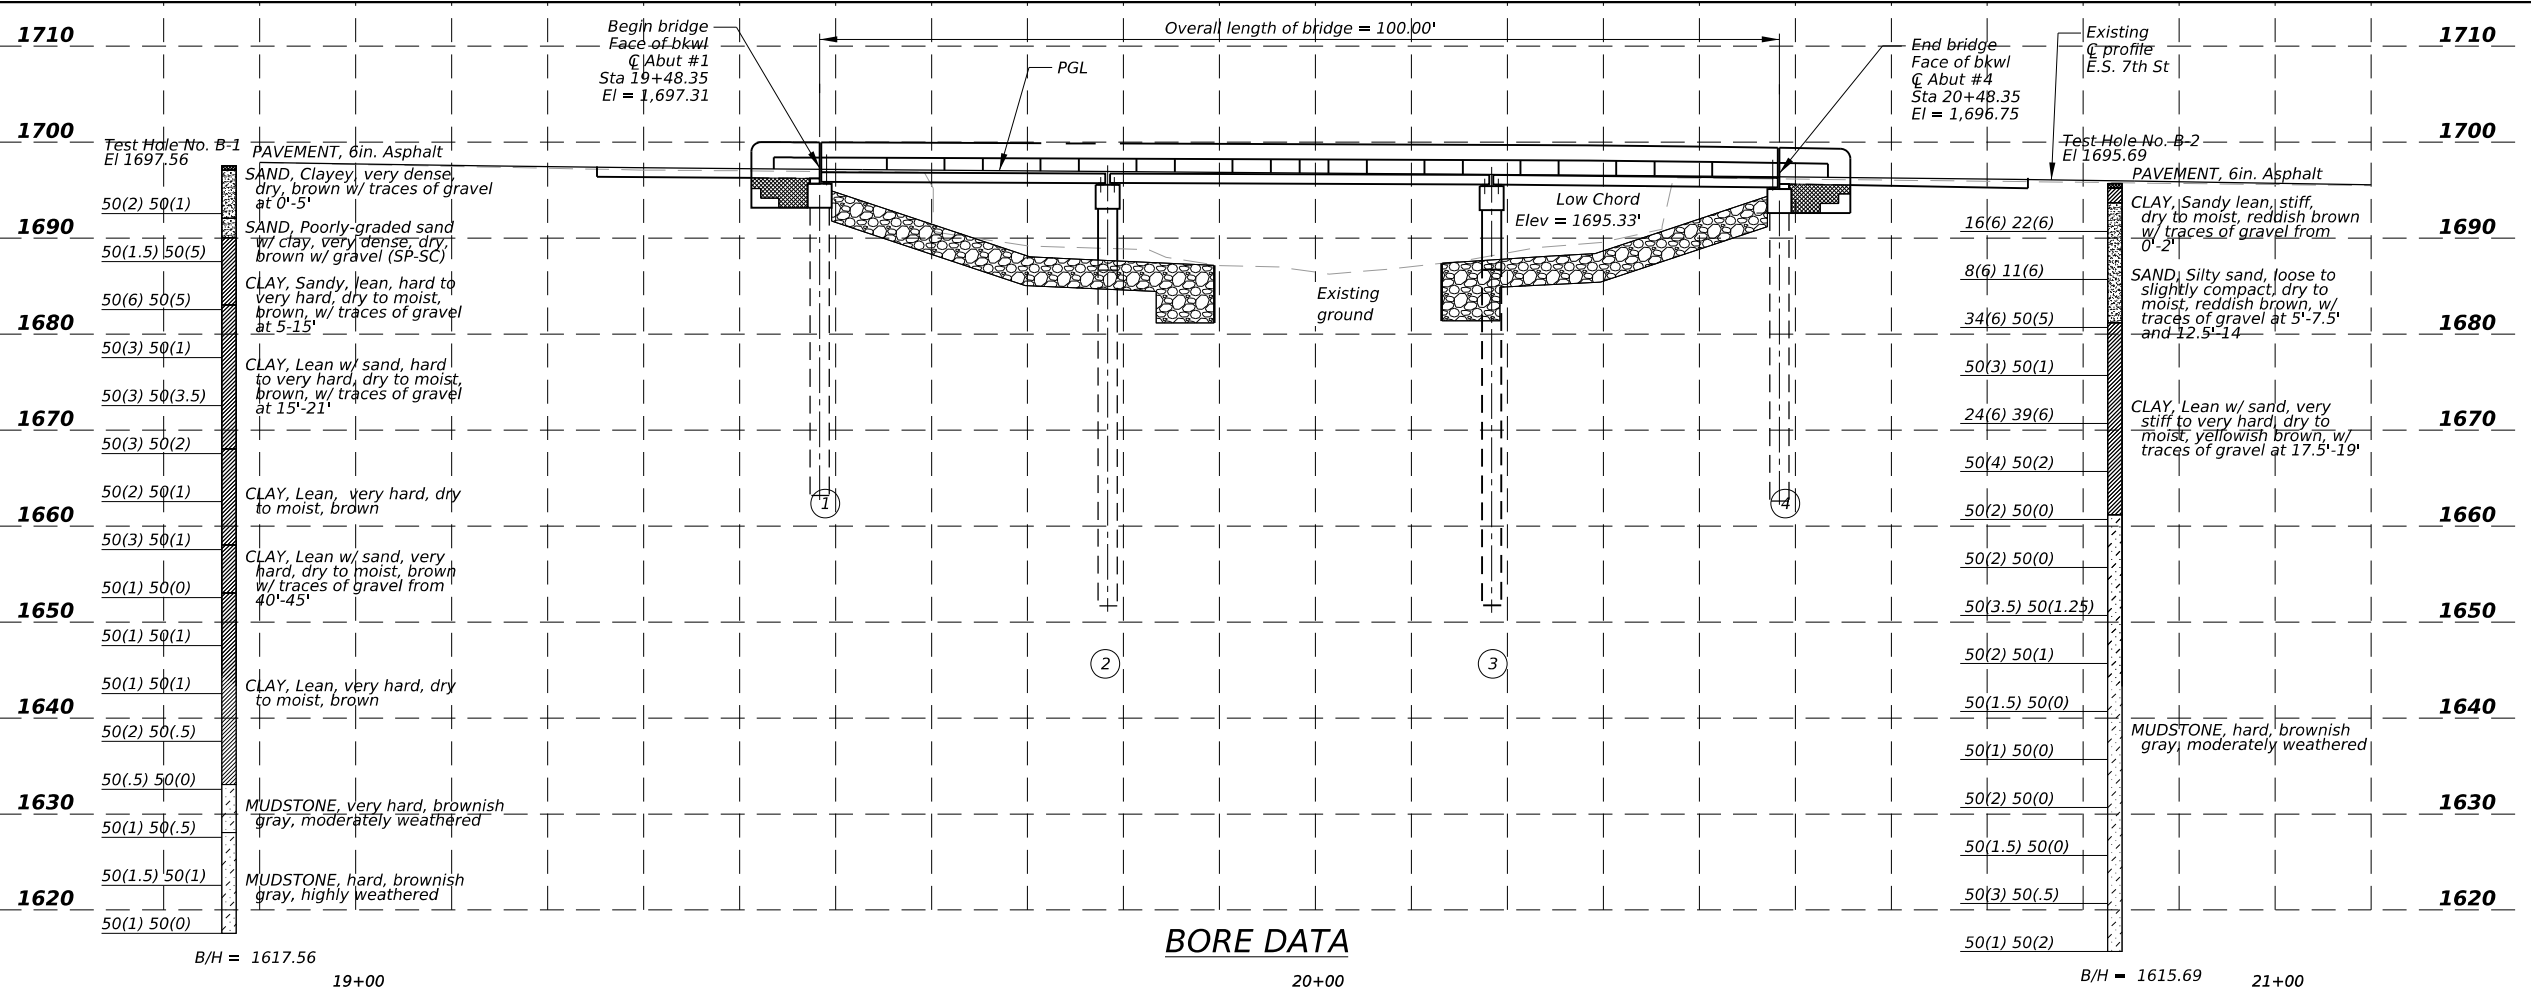 Begin bridge
Face of bkwl
℄ Abut #1
Sta 19+48.35
El = 1,697.31
Overall length of bridge = 100.00'
PGL
End bridge
Face of bkwl
℄ Abut #4
Sta 20+48.35
El = 1,696.75
Existing
℄ profile
E.S. 7th St
1710
1700
1690
1680
1670
1660
1650
1640
1630
1620
Test Hole No. B-1
El 1697.56
50(2) 50(1)
50(1.5) 50(5)
50(6) 50(5)
50(3) 50(1)
50(3) 50(3.5)
50(3) 50(2)
50(2) 50(1)
50(3) 50(1)
50(1) 50(0)
50(1) 50(1)
50(1) 50(1)
50(2) 50(.5)
50(.5) 50(0)
50(1) 50(.5)
50(1.5) 50(1)
50(1) 50(0)
PAVEMENT, 6in. Asphalt
SAND, Clayey, very dense,
dry, brown w/ traces of gravel
at 0'-5'
SAND, Poorly-graded sand
w/ clay, very dense, dry,
brown w/ gravel (SP-SC)
CLAY, Sandy, lean, hard to
very hard, dry to moist,
brown, w/ traces of gravel
at 5-15'
CLAY, Lean w/ sand, hard
to very hard, dry to moist,
brown, w/ traces of gravel
at 15'-21'
CLAY, Lean, very hard, dry
to moist, brown
CLAY, Lean w/ sand, very
hard, dry to moist, brown
w/ traces of gravel from
40'-45'
CLAY, Lean, very hard, dry
to moist, brown
MUDSTONE, very hard, brownish
gray, moderately weathered
MUDSTONE, hard, brownish
gray, highly weathered
B/H = 1617.56
Low Chord
Elev = 1695.33'
Existing
ground
1
2
3
4
Test Hole No. B-2
El 1695.69
16(6) 22(6)
8(6) 11(6)
34(6) 50(5)
50(3) 50(1)
24(6) 39(6)
50(4) 50(2)
50(2) 50(0)
50(2) 50(0)
50(3.5) 50(1.25)
50(2) 50(1)
50(1.5) 50(0)
50(1) 50(0)
50(2) 50(0)
50(1.5) 50(0)
50(3) 50(.5)
50(1) 50(2)
PAVEMENT, 6in. Asphalt
CLAY, Sandy lean, stiff,
dry to moist, reddish brown
w/ traces of gravel from
0'-2'
SAND, Silty sand, loose to
slightly compact, dry to
moist, reddish brown, w/
traces of gravel at 5'-7.5'
and 12.5'-14
CLAY, Lean w/ sand, very
stiff to very hard, dry to
moist, yellowish brown, w/
traces of gravel at 17.5'-19'
MUDSTONE, hard, brownish
gray, moderately weathered
B/H = 1615.69
1710
1700
1690
1680
1670
1660
1650
1640
1630
1620
BORE DATA
19+00
20+00
21+00